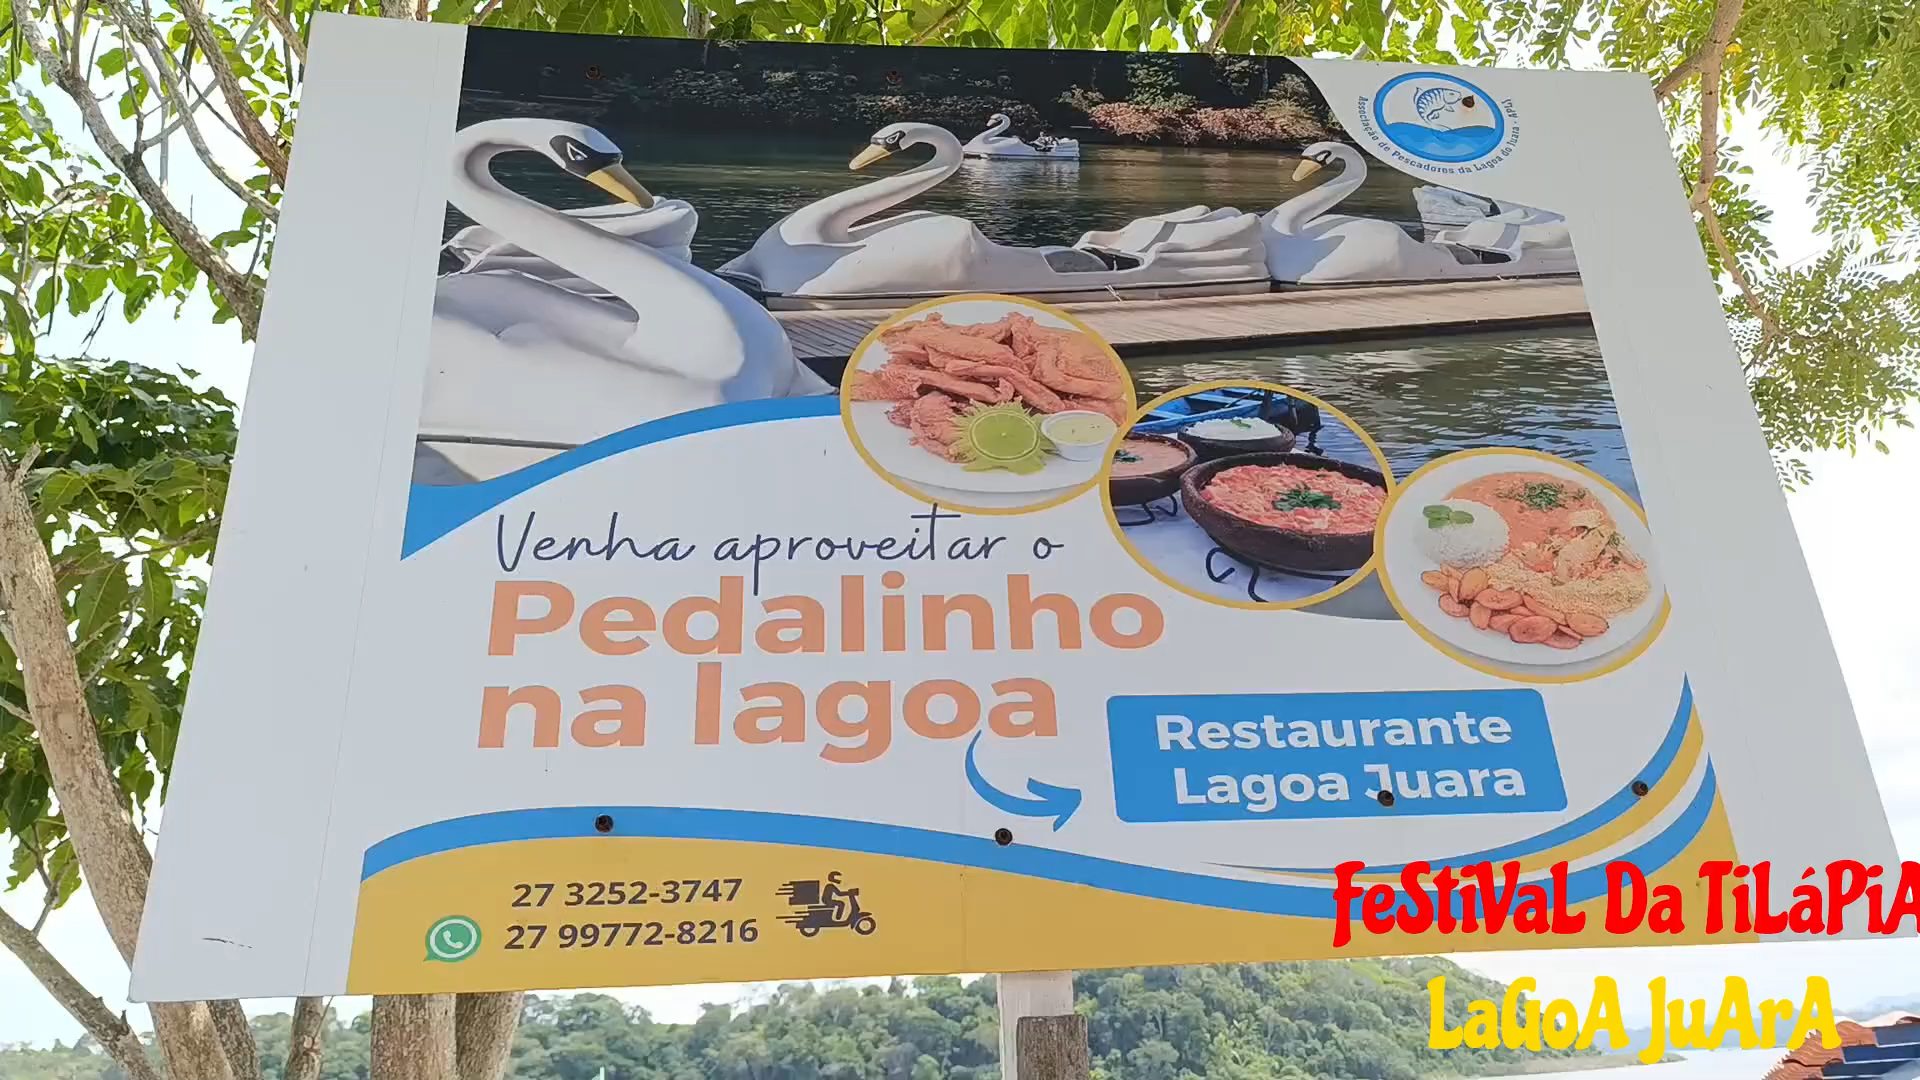 Associação de Pescadores da Lagoa do Juara - APLJ
Venha aproveitar o
Pedalinho
na lagoa
Restaurante
Lagoa Juara
27 3252-3747
27 99772-8216
FeStiVaL Da TiLáPiA
LaGoA JuArA